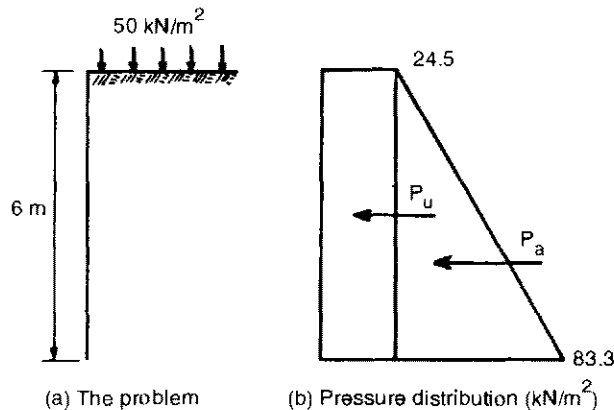 50 kN/m²
24.5
6 m
Pu
Pa
83.3
(a) The problem
(b) Pressure distribution (kN/m²)